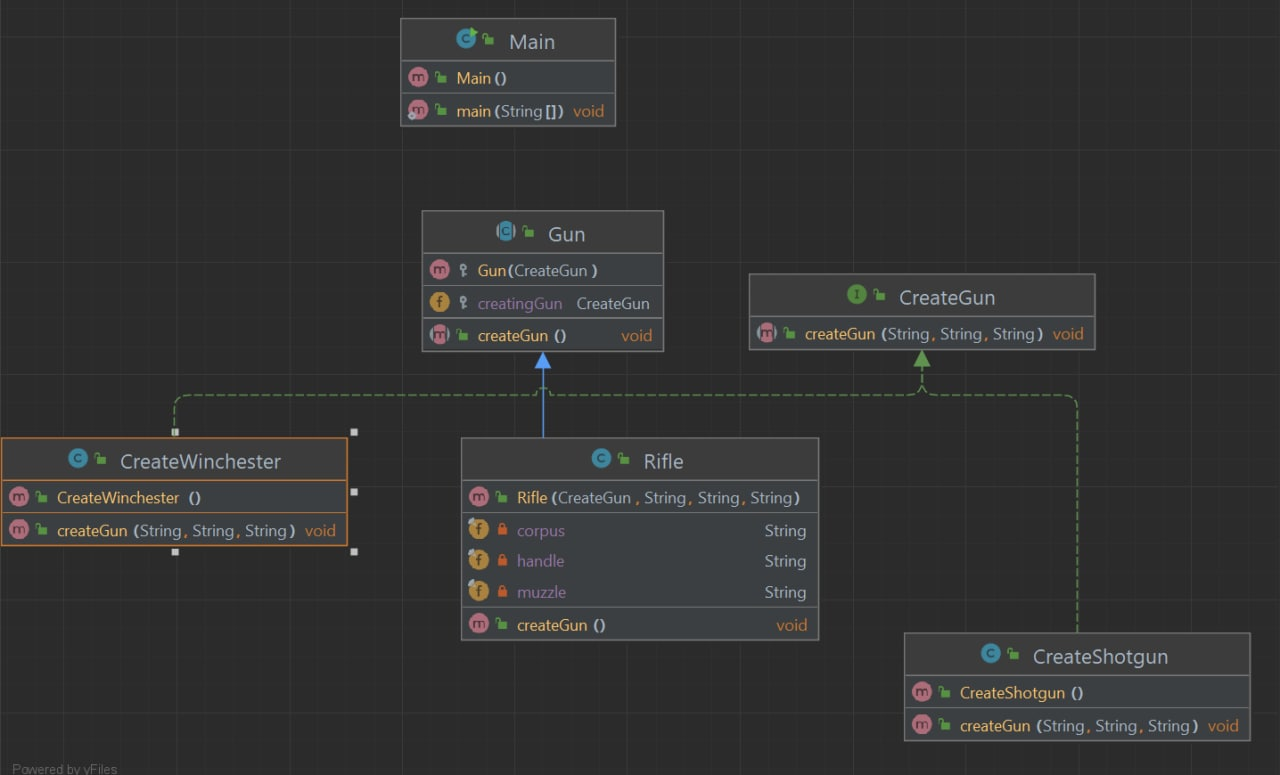 Main
Main ()
main (String[]) void
Gun
Gun(CreateGun )
creatingGun CreateGun
createGun () void
CreateGun
createGun (String, String, String) void
CreateWinchester
CreateWinchester ()
createGun (String, String, String) void
Rifle
Rifle (CreateGun , String, String, String)
corpus String
handle String
muzzle String
createGun () void
CreateShotgun
CreateShotgun ()
createGun (String, String, String) void
Powered by yFiles